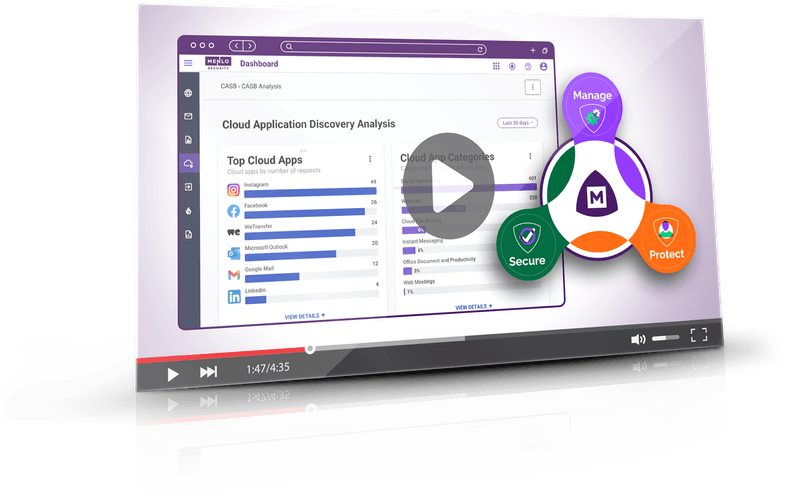 MENLO
SECURITY
Dashboard
CASB › CASB Analysis
Cloud Application Discovery Analysis
Last 30 days
Top Cloud Apps
Cloud apps by number of requests
Instagram 49
Facebook 26
WeTransfer 24
Microsoft Outlook 20
Google Mail 12
Linkedin 4
VIEW DETAILS
Cloud App Categories
401
220
Instant Messaging
4%
Office Document and Productivity
3%
Web Meetings
1%
VIEW DETAILS
Manage
M
Secure
Protect
1:47/4:35